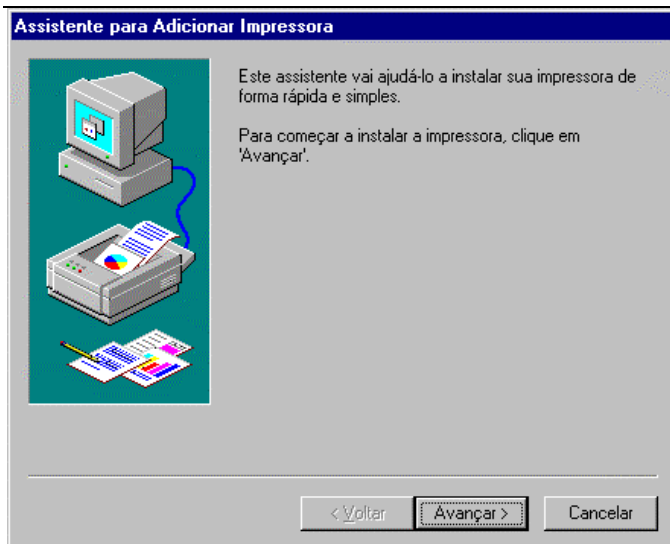 Assistente para Adicionar Impressora
Este assistente vai ajudá-lo a instalar sua impressora de
forma rápida e simples.
Para começar a instalar a impressora, clique em
'Avançar'.
< Voltar
Avançar >
Cancelar